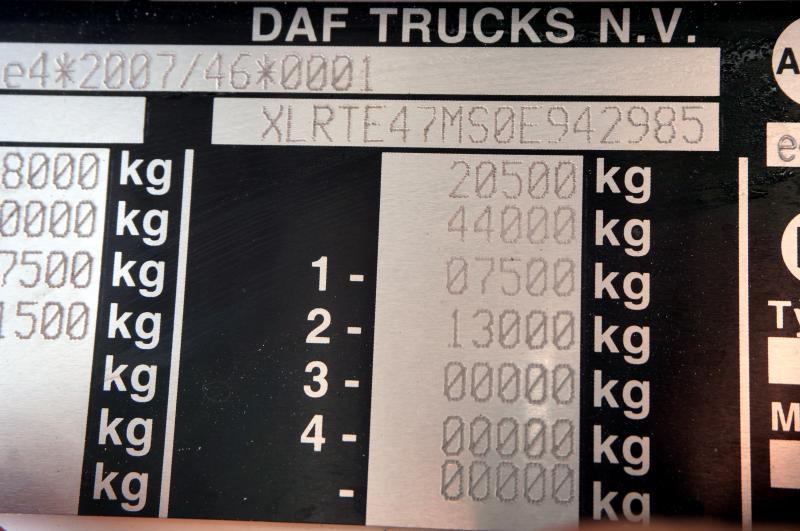 DAF TRUCKS N.V.
e4*2007/46*0001
XLRTE47MS0E942985
8000 kg 20500 kg
0000 kg 44000 kg
7500 kg 1 - 07500 kg
1500 kg 2 - 13000 kg
kg 3 - 00000 kg
kg 4 - 00000 kg
kg - 00000 kg
A
e
Ty
M